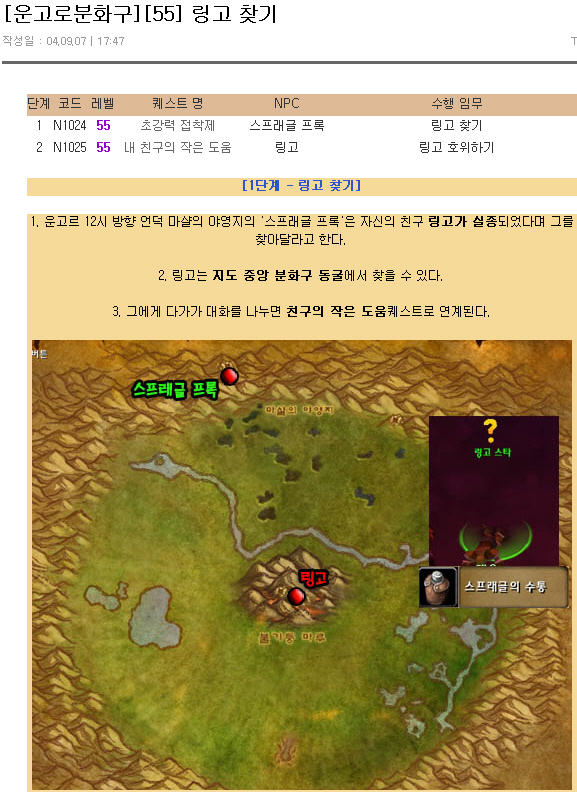 [운고로분화구][55] 링고 찾기
작성일 : 04.09.07 | 17:47
T
단계 코드 레벨 퀘스트 명 NPC 수행 임무
1 N1024 55 초강력 접착제 스프래글 프록 링고 찾기
2 N1025 55 내 친구의 작은 도움 링고 링고 호위하기
[1단계 - 링고 찾기]
1. 운고르 12시 방향 언덕 마샬의 야영지의 '스프래글 프록'은 자신의 친구 링고가 실종되었다며 그를
찾아달라고 한다.
2. 링고는 지도 중앙 분화구 동굴에서 찾을 수 있다.
3. 그에게 다가가 대화를 나누면 친구의 작은 도움퀘스트로 연계된다.
버튼
스프래글 프록
마샬의 야영지
링고 스타
링고
스프래글의 수통
불기둥 마루